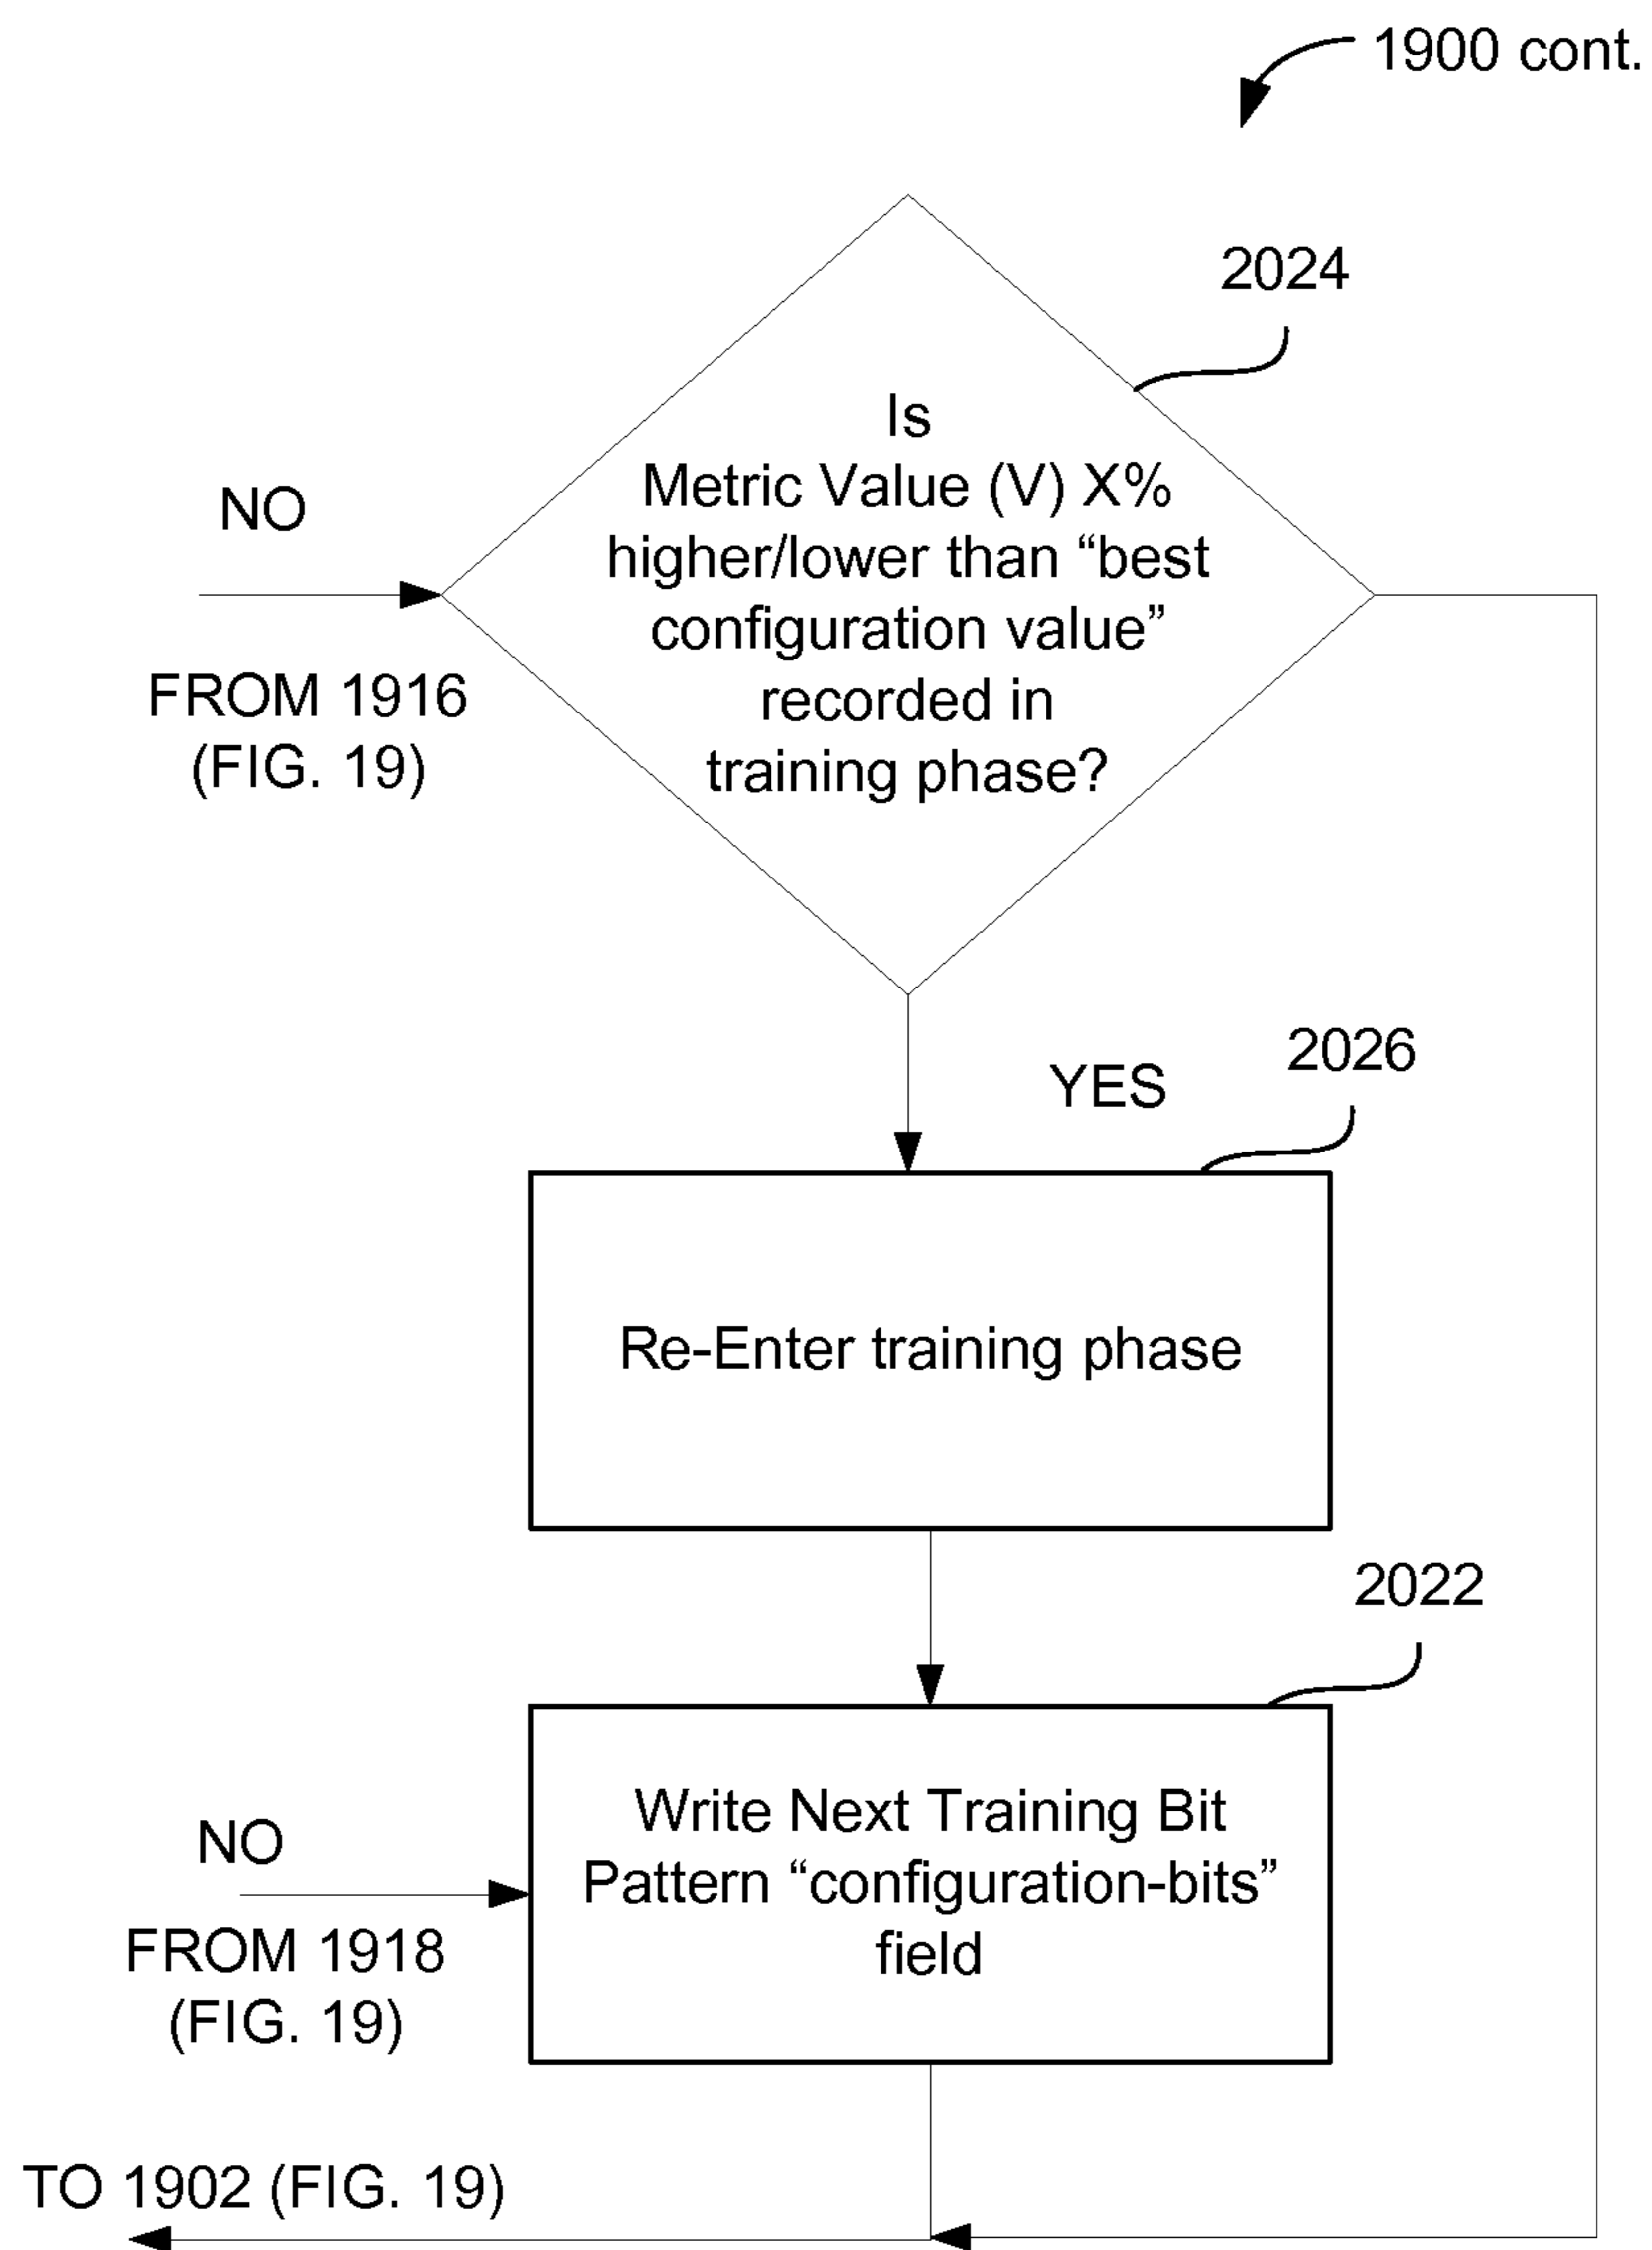 1900 cont.
2024
Is
Metric Value (V) X%
higher/lower than “best
configuration value”
recorded in
training phase?
NO
FROM 1916
(FIG. 19)
YES
2026
Re-Enter training phase
2022
Write Next Training Bit
Pattern “configuration-bits”
field
NO
FROM 1918
(FIG. 19)
TO 1902 (FIG. 19)